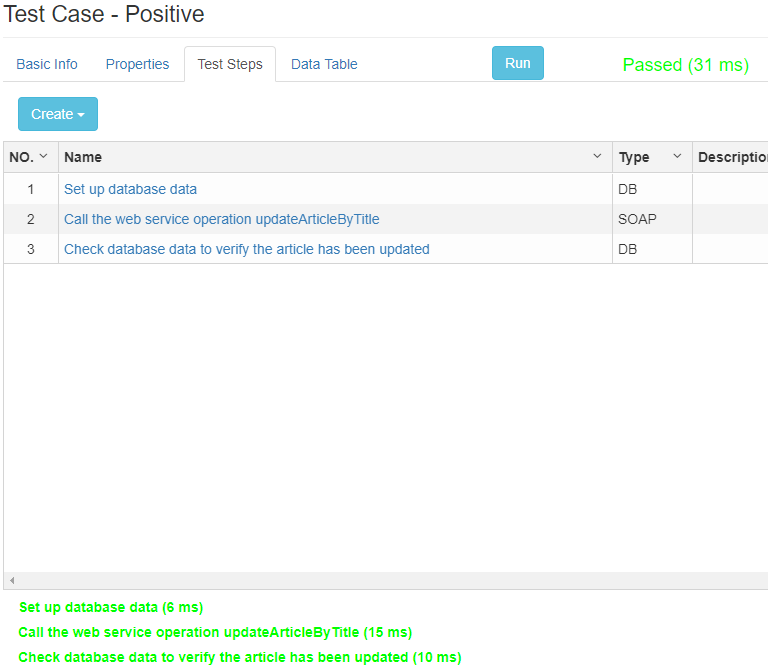 Test Case - Positive
Basic Info Properties Test Steps Data Table Run Passed (31 ms)
Create
NO. Name Type Description
1 Set up database data DB
2 Call the web service operation updateArticleByTitle SOAP
3 Check database data to verify the article has been updated DB
Set up database data (6 ms)
Call the web service operation updateArticleByTitle (15 ms)
Check database data to verify the article has been updated (10 ms)